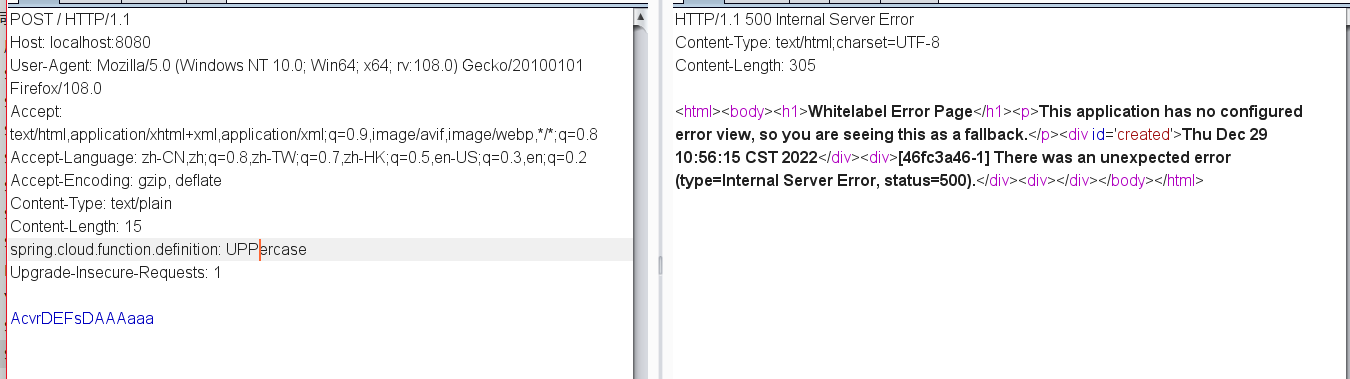 POST / HTTP/1.1
Host: localhost:8080
User-Agent: Mozilla/5.0 (Windows NT 10.0; Win64; x64; rv:108.0) Gecko/20100101
Firefox/108.0
Accept:
text/html,application/xhtml+xml,application/xml;q=0.9,image/avif,image/webp,*/*;q=0.8
Accept-Language: zh-CN,zh;q=0.8,zh-TW;q=0.7,zh-HK;q=0.5,en-US;q=0.3,en;q=0.2
Accept-Encoding: gzip, deflate
Content-Type: text/plain
Content-Length: 15
spring.cloud.function.definition: UPPercase
Upgrade-Insecure-Requests: 1
AcvrDEFsDAAAaaa
HTTP/1.1 500 Internal Server Error
Content-Type: text/html;charset=UTF-8
Content-Length: 305
<html><body><h1>Whitelabel Error Page</h1><p>This application has no configured
error view, so you are seeing this as a fallback.</p><div id='created'>Thu Dec 29
10:56:15 CST 2022</div><div>[46fc3a46-1] There was an unexpected error
(type=Internal Server Error, status=500).</div><div></div></body></html>